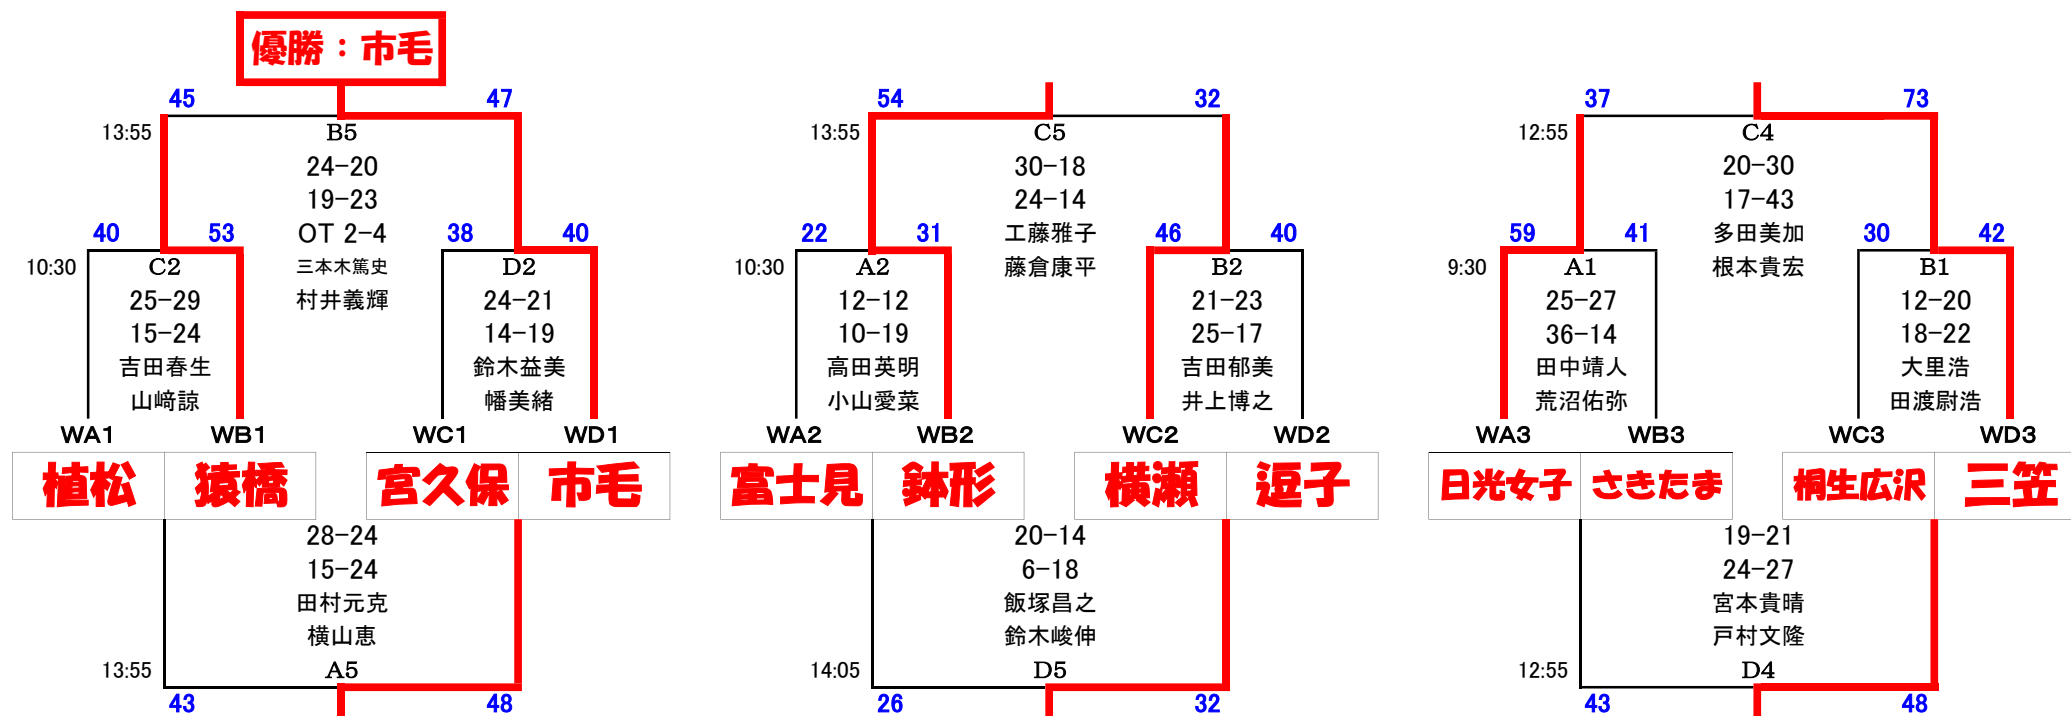 優勝：市毛
45 47
13:55
B5
24-20
19-23
OT 2-4
三本木篤史
村井義輝
40 53
10:30
C2
25-29
15-24
吉田春生
山﨑諒
38 40
D2
24-21
14-19
鈴木益美
幡美緒
WA1 WB1 WC1 WD1
植松 猿橋 宮久保 市毛
28-24
15-24
田村元克
横山恵
13:55
A5
43 48
54 32
13:55
C5
30-18
24-14
工藤雅子
藤倉康平
22 31
10:30
A2
12-12
10-19
高田英明
小山愛菜
46 40
B2
21-23
25-17
吉田郁美
井上博之
WA2 WB2 WC2 WD2
富士見 鉢形 横瀬 逗子
20-14
6-18
飯塚昌之
鈴木峻伸
14:05
D5
26 32
37 73
12:55
C4
20-30
17-43
多田美加
根本貴宏
59 41
9:30
A1
25-27
36-14
田中靖人
荒沼佑弥
30 42
B1
12-20
18-22
大里浩
田渡尉浩
WA3 WB3 WC3 WD3
日光女子 さきたま 桐生広沢 三笠
19-21
24-27
宮本貴晴
戸村文隆
12:55
D4
43 48